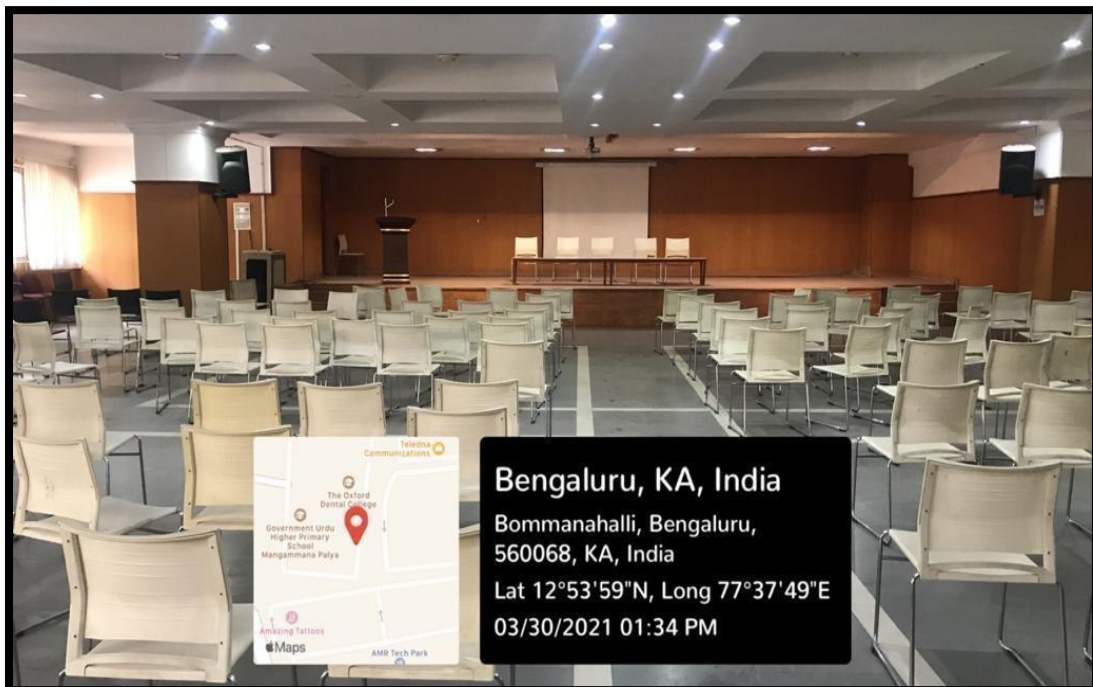 Teledna
Communications
The Oxford
Dental College
Government Urdu
Higher Primary
School
Mangammana Palya
Amazing Tattoos
Maps
AMR Tech Park
Bengaluru, KA, India
Bommanahalli, Bengaluru,
560068, KA, India
Lat 12°53'59"N, Long 77°37'49"E
03/30/2021 01:34 PM